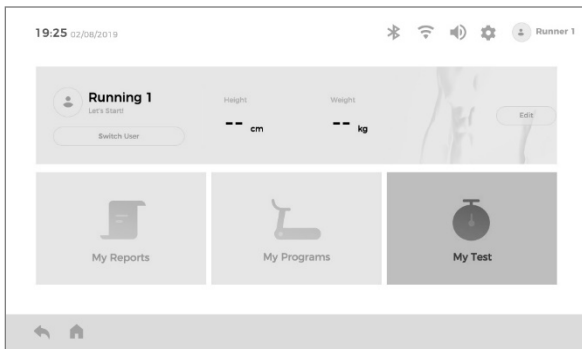 19:25 02/08/2019 Runner 1
Running 1
Let's Start!
Switch User
Height
-- cm
Weight
-- kg
Edit
My Reports
My Programs
My Test